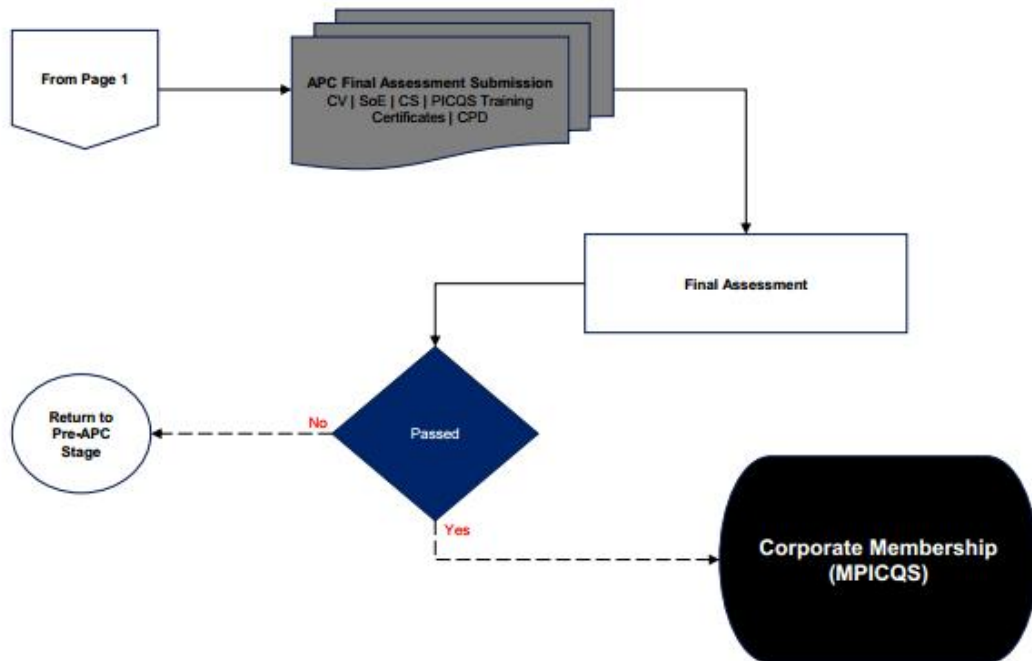 From Page 1
APC Final Assessment Submission
CV | SoE | CS | PICQS Training
Certificates | CPD
Final Assessment
Passed
No
Return to
Pre-APC
Stage
Yes
Corporate Membership
(MPICQS)